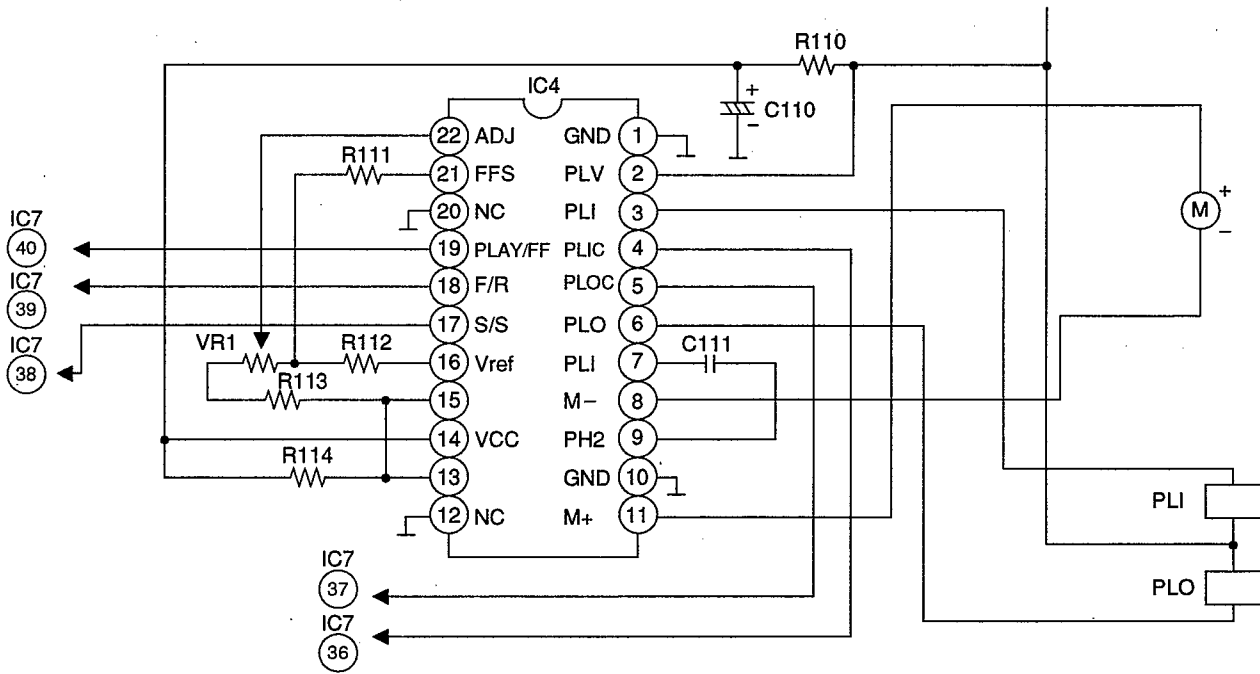 R110
IC4
+
C110
−
22 ADJ GND 1
R111
21 FFS PLV 2
+
M
−
20 NC PLI 3
IC7
40
19 PLAY/FF PLIC 4
IC7
39
18 F/R PLOC 5
IC7
38
17 S/S PLO 6
VR1
R112
16 Vref PLI 7
C111
R113
15 M− 8
14 VCC PH2 9
R114
13 GND 10
12 NC M+ 11
PLI
PLO
IC7
37
IC7
36